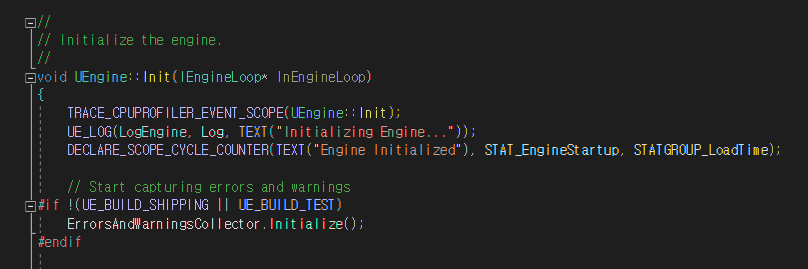 //
// Initialize the engine.
//
void UEngine::Init(IEngineLoop* InEngineLoop)
{
TRACE_CPUPROFILER_EVENT_SCOPE(UEngine::Init);
UE_LOG(LogEngine, Log, TEXT("Initializing Engine..."));
DECLARE_SCOPE_CYCLE_COUNTER(TEXT("Engine Initialized"), STAT_EngineStartup, STATGROUP_LoadTime);
// Start capturing errors and warnings
#if !(UE_BUILD_SHIPPING || UE_BUILD_TEST)
ErrorsAndWarningsCollector.Initialize();
#endif